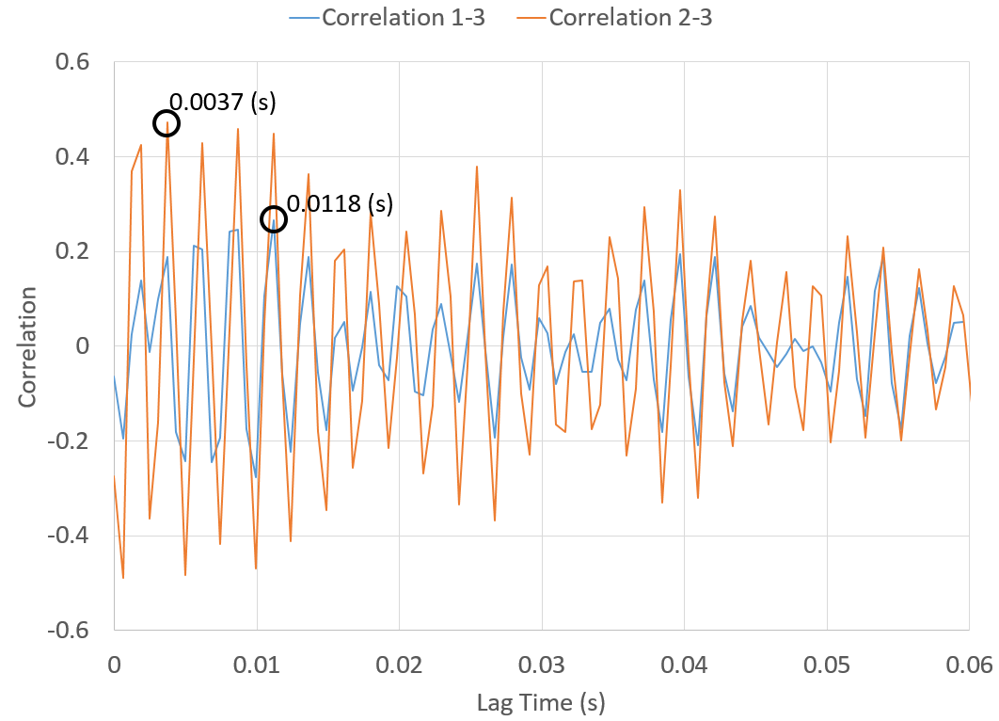 Correlation 1-3 Correlation 2-3
0.6
0.0037 (s)
0.4
0.0118 (s)
0.2
0
-0.2
-0.4
-0.6
Correlation
0 0.01 0.02 0.03 0.04 0.05 0.06
Lag Time (s)